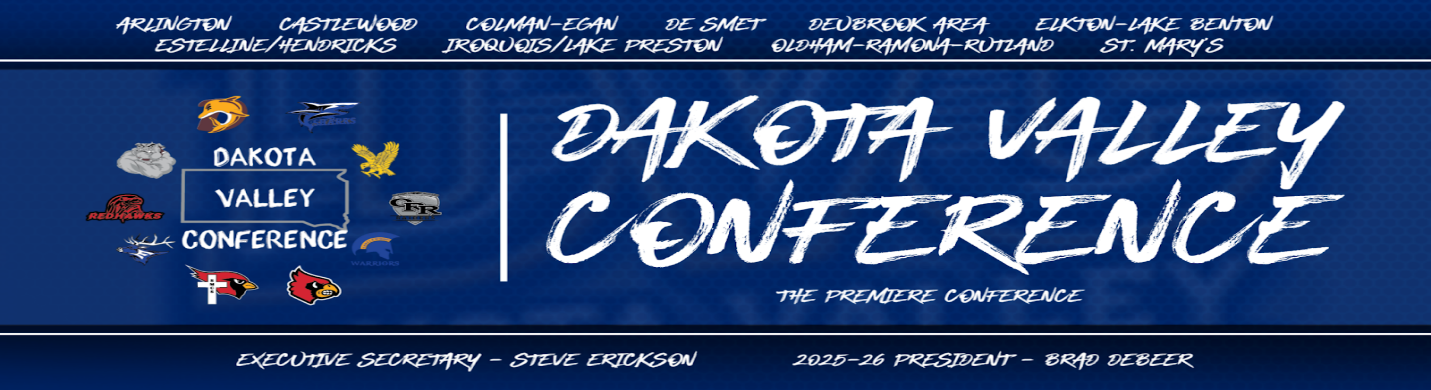 ARLINGTON CASTLEWOOD COLMAN-EGAN DE SMET DEUBROOK AREA ELKTON-LAKE BENTON
ESTELLINE/HENDRICKS IROQUOIS/LAKE PRESTON OLDHAM-RAMONA-RUTLAND ST. MARY'S
DAKOTA
VALLEY
CONFERENCE
REDHAWKS
WARRIORS
DAKOTA VALLEY
CONFERENCE
THE PREMIERE CONFERENCE
EXECUTIVE SECRETARY - STEVE ERICKSON 2025-26 PRESIDENT - BRAD DEBEER